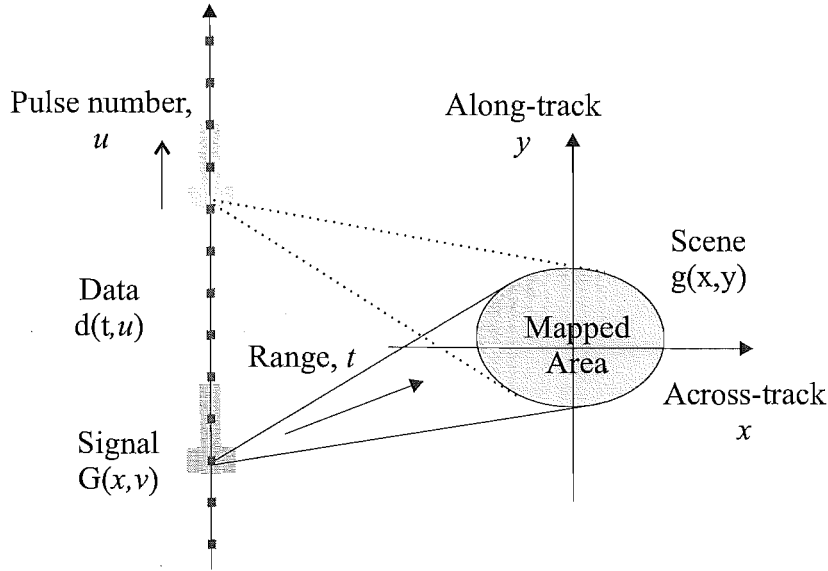 Pulse number,
u
Along-track
y
Scene
g(x,y)
Data
d(t,u)
Mapped
Area
Range, t
Across-track
x
Signal
G(x,v)